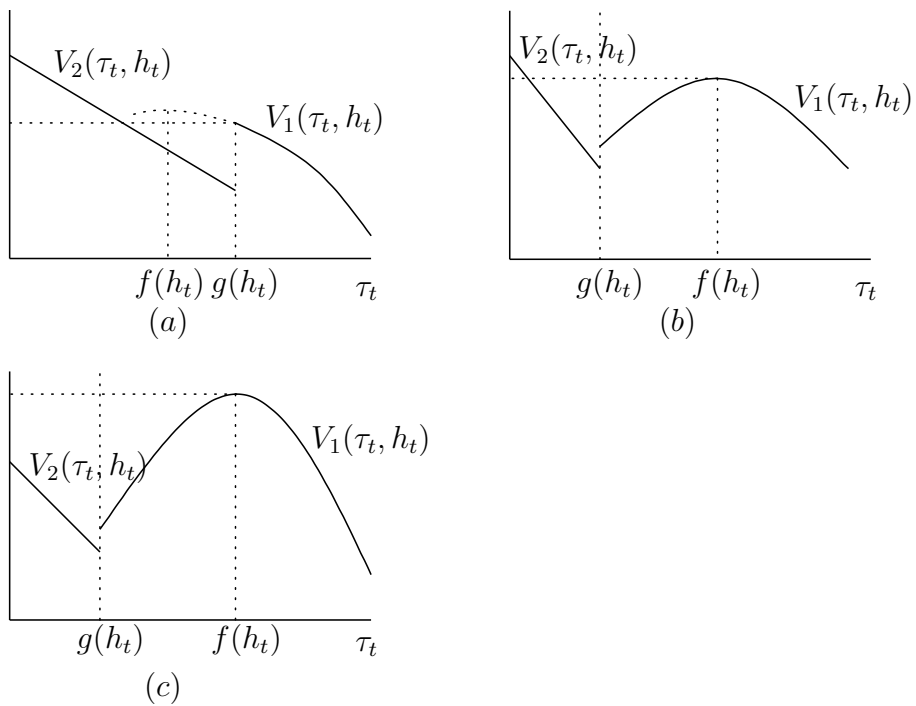 V₂(τₜ, hₜ)
V₁(τₜ, hₜ)
f(hₜ) g(hₜ) τₜ
(a)
V₂(τₜ, hₜ)
V₁(τₜ, hₜ)
g(hₜ) f(hₜ) τₜ
(b)
V₁(τₜ, hₜ)
V₂(τₜ, hₜ)
g(hₜ) f(hₜ) τₜ
(c)